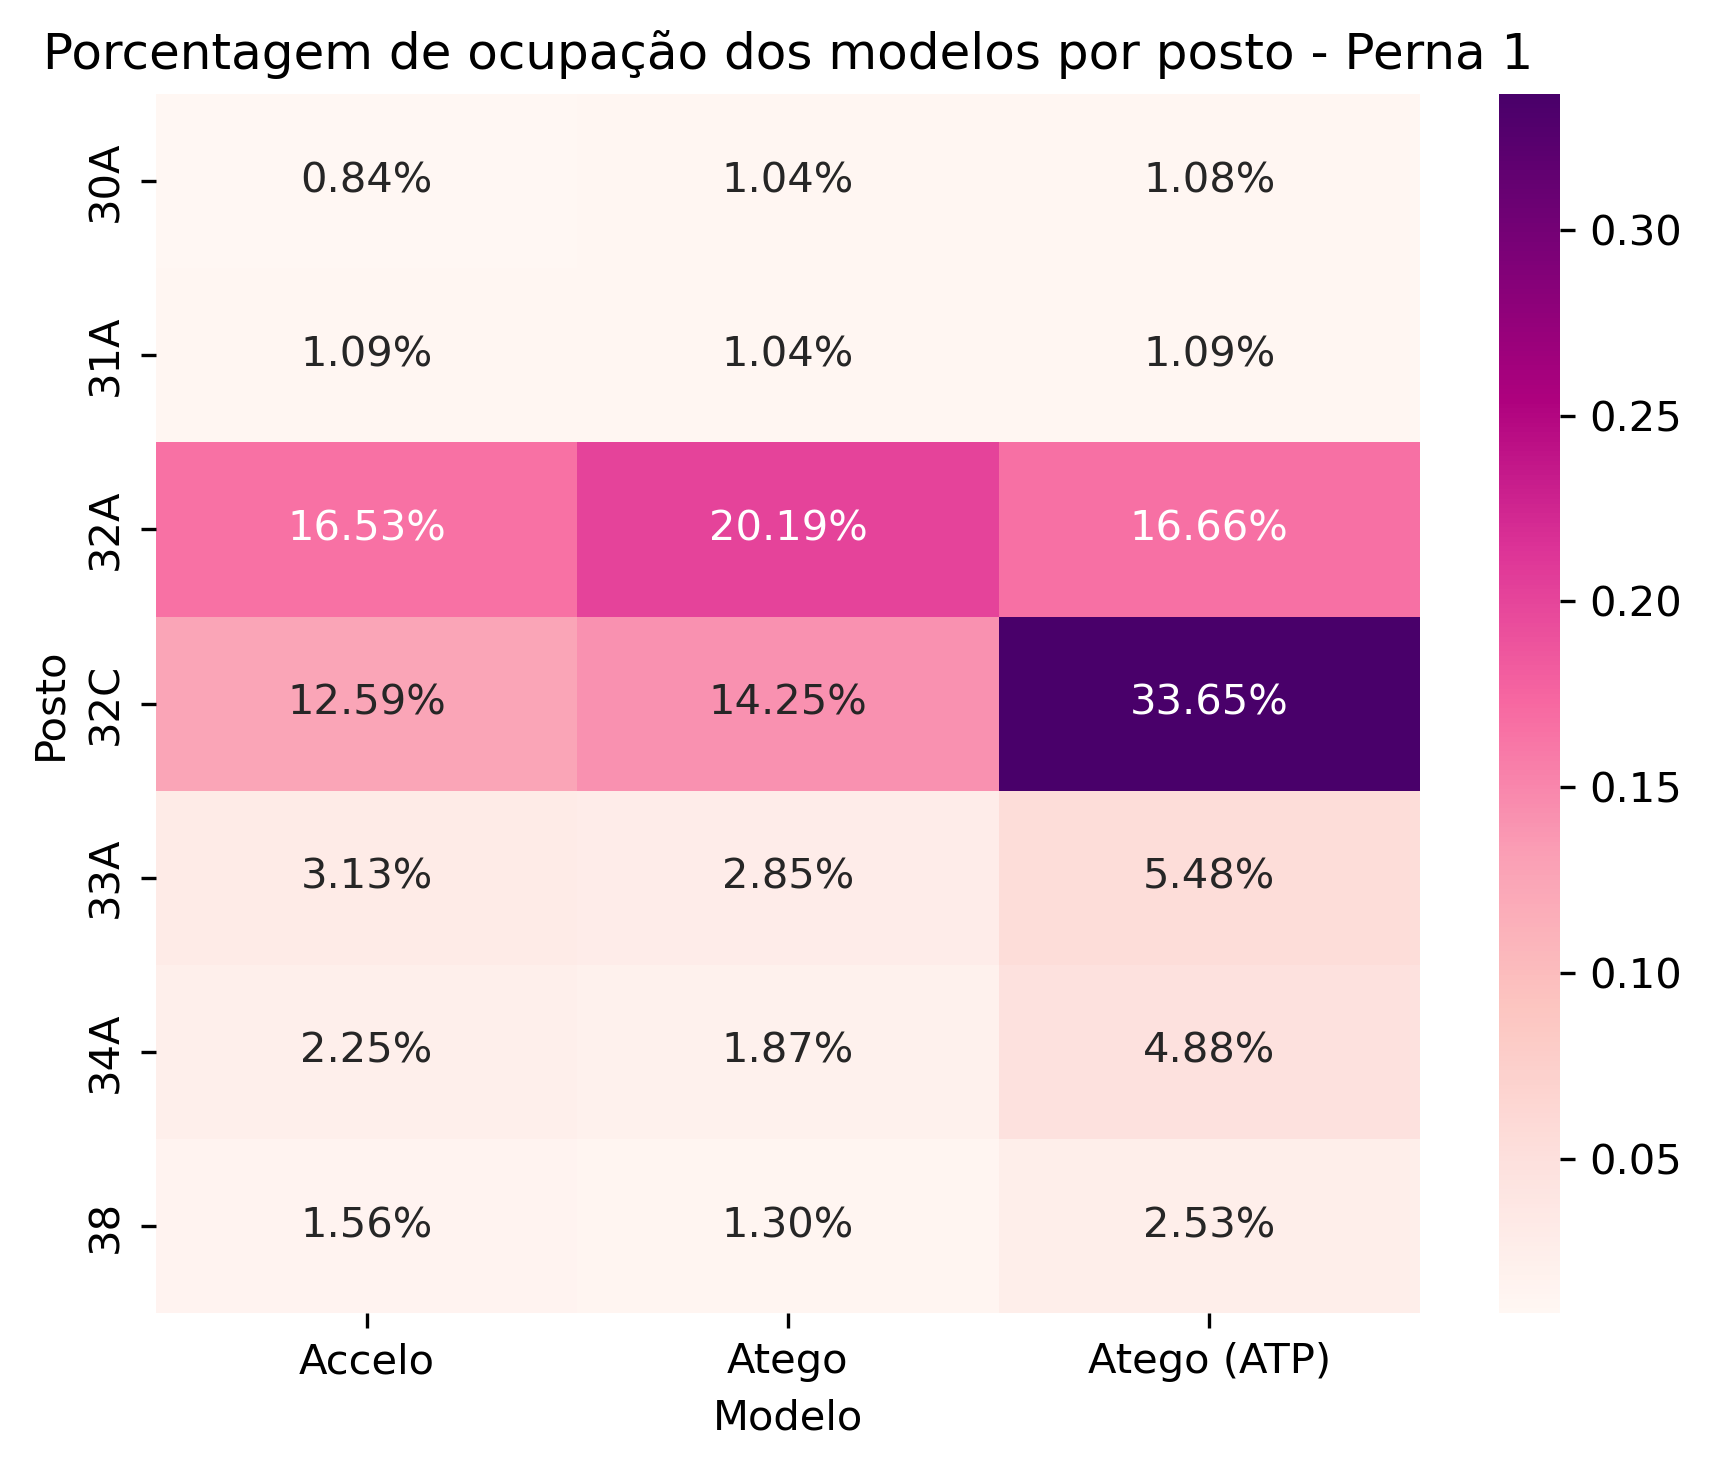 Porcentagem de ocupação dos modelos por posto - Perna 1
Posto
30A 0.84% 1.04% 1.08%
31A 1.09% 1.04% 1.09%
32A 16.53% 20.19% 16.66%
32C 12.59% 14.25% 33.65%
33A 3.13% 2.85% 5.48%
34A 2.25% 1.87% 4.88%
38 1.56% 1.30% 2.53%
Accelo Atego Atego (ATP)
Modelo
0.30
0.25
0.20
0.15
0.10
0.05